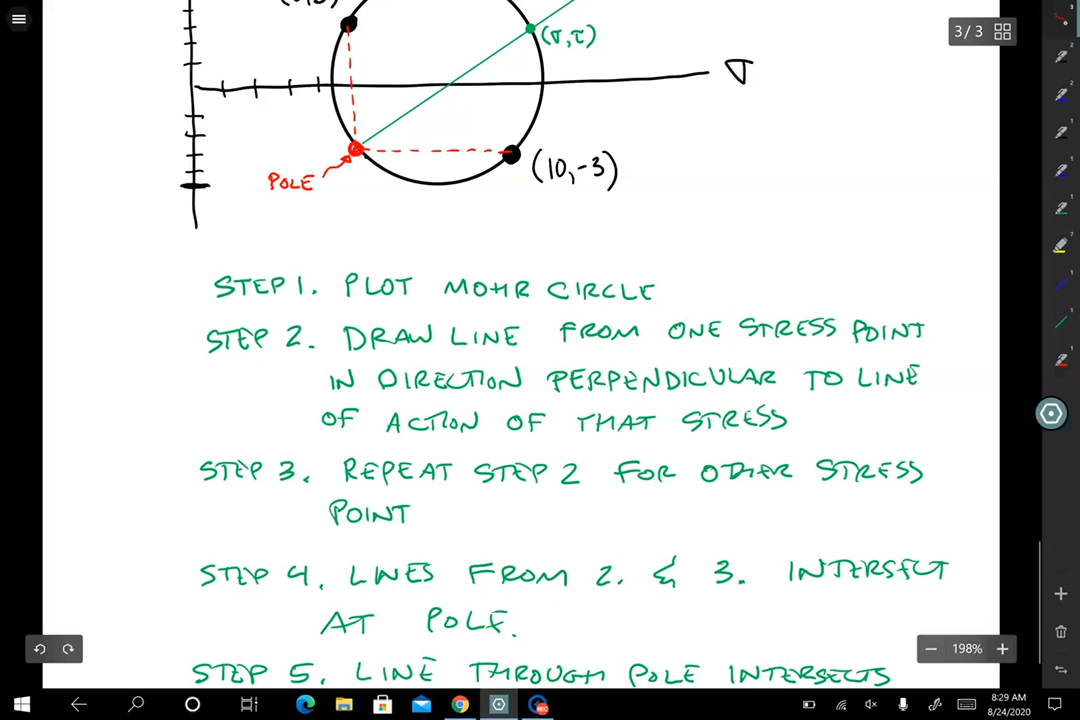 3/3
(σ, τ)
σ
(10, -3)
POLE
STEP 1. PLOT MOHR CIRCLE
STEP 2. DRAW LINE FROM ONE STRESS POINT
IN DIRECTION PERPENDICULAR TO LINE
OF ACTION OF THAT STRESS
STEP 3. REPEAT STEP 2 FOR OTHER STRESS
POINT
STEP 4. LINES FROM 2. & 3. INTERSECT
AT POLE.
STEP 5. LINE THROUGH POLE INTERSECTS
198%
8:29 AM
8/24/2020